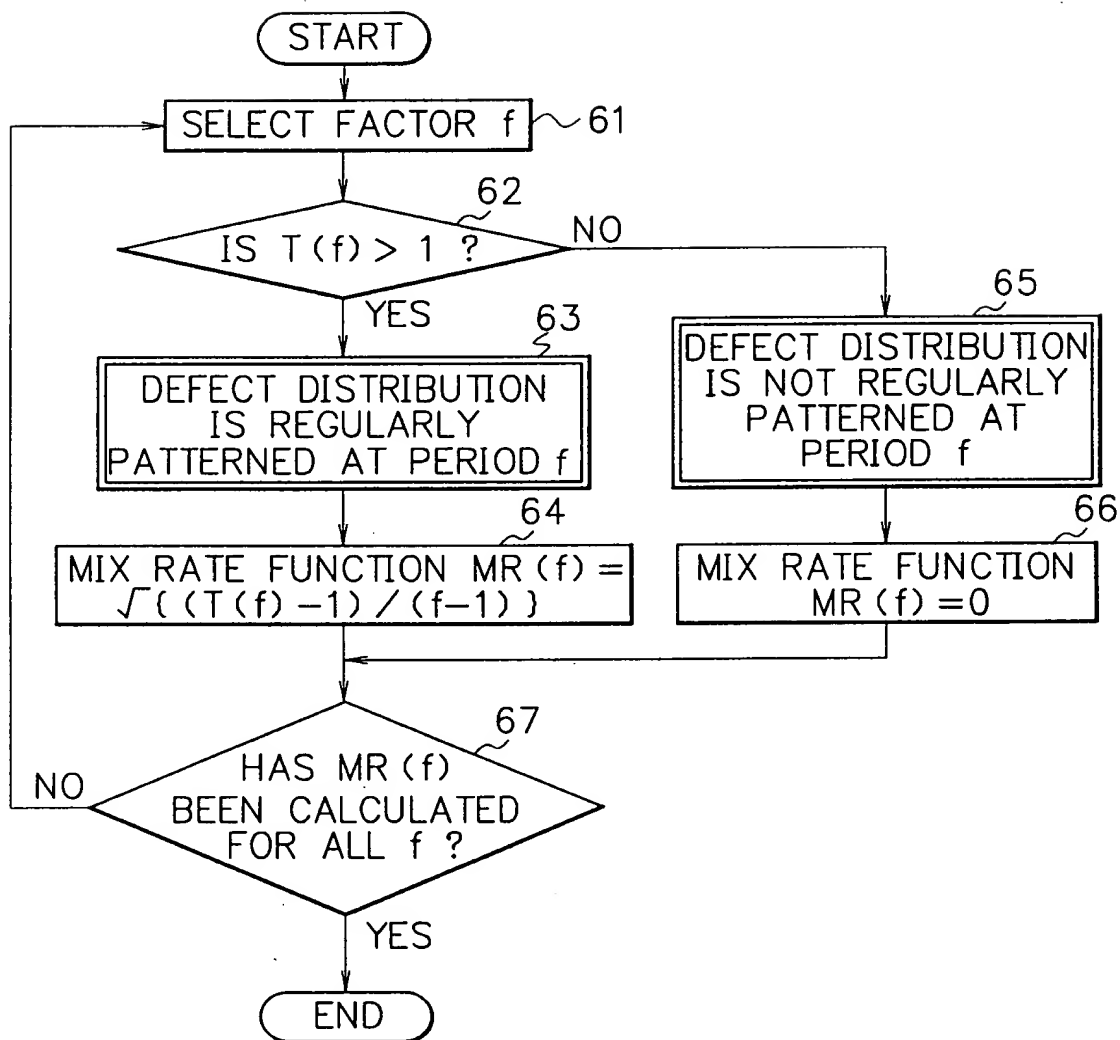 START
SELECT FACTOR f
61
62
IS T(f) > 1 ?
NO
YES
63
DEFECT DISTRIBUTION
IS REGULARLY
PATTERNED AT PERIOD f
65
DEFECT DISTRIBUTION
IS NOT REGULARLY
PATTERNED AT
PERIOD f
64
MIX RATE FUNCTION MR(f)=
√{ (T(f)-1)/(f-1) }
66
MIX RATE FUNCTION
MR(f)=0
67
HAS MR(f)
BEEN CALCULATED
FOR ALL f ?
NO
YES
END